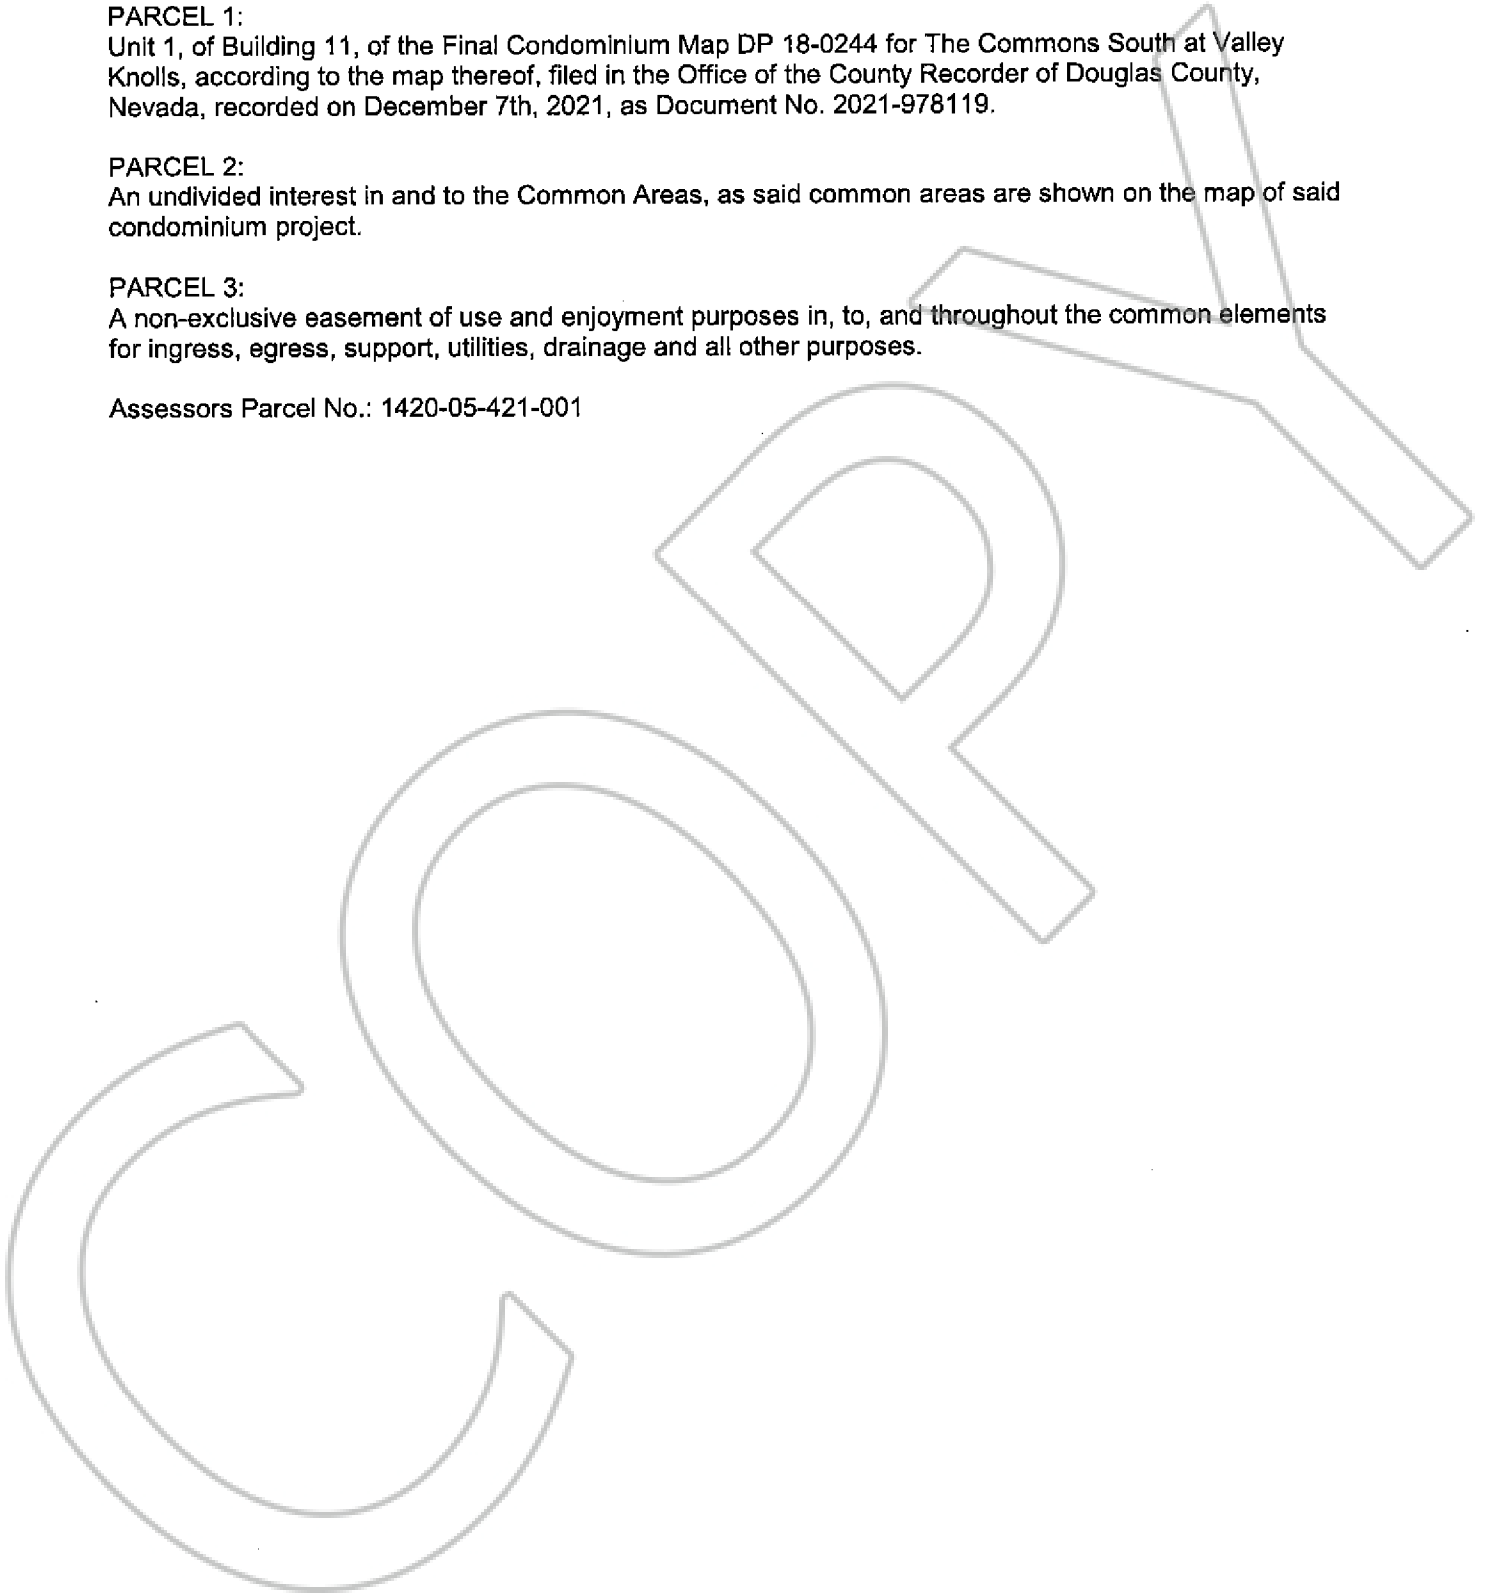 PARCEL 1:
Unit 1, of Building 11, of the Final Condominium Map DP 18-0244 for The Commons South at Valley
Knolls, according to the map thereof, filed in the Office of the County Recorder of Douglas County,
Nevada, recorded on December 7th, 2021, as Document No. 2021-978119.
PARCEL 2:
An undivided interest in and to the Common Areas, as said common areas are shown on the map of said
condominium project.
PARCEL 3:
A non-exclusive easement of use and enjoyment purposes in, to, and throughout the common elements
for ingress, egress, support, utilities, drainage and all other purposes.
Assessors Parcel No.: 1420-05-421-001
COPY